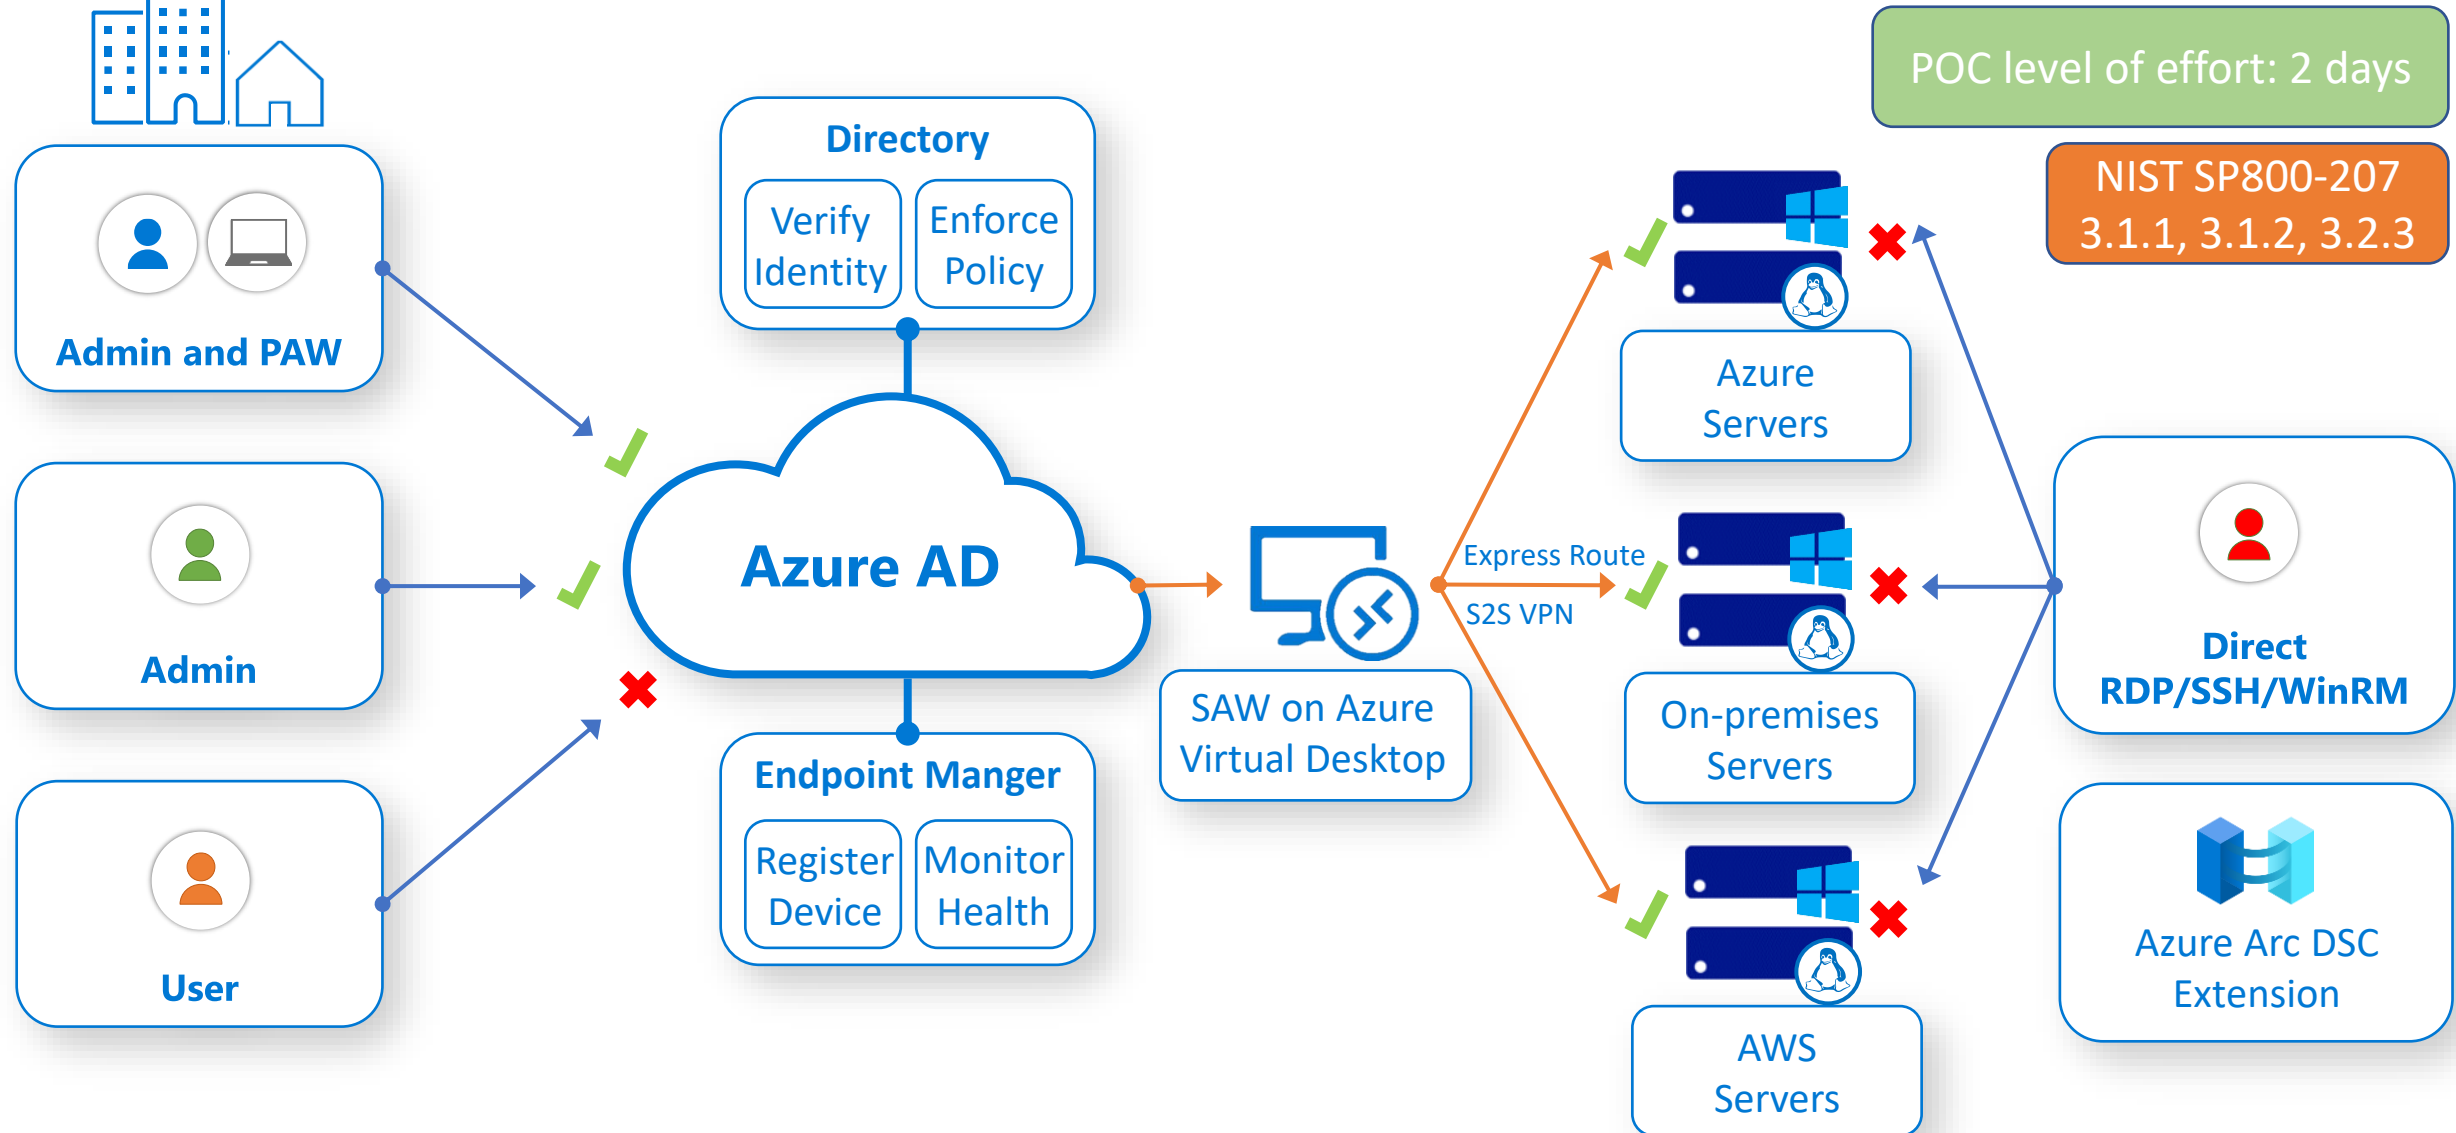 POC level of effort: 2 days
NIST SP800-207
3.1.1, 3.1.2, 3.2.3
Admin and PAW
Admin
User
Directory
Verify
Identity
Enforce
Policy
Azure AD
Endpoint Manger
Register
Device
Monitor
Health
SAW on Azure
Virtual Desktop
Express Route
S2S VPN
Azure
Servers
On-premises
Servers
AWS
Servers
Direct
RDP/SSH/WinRM
Azure Arc DSC
Extension